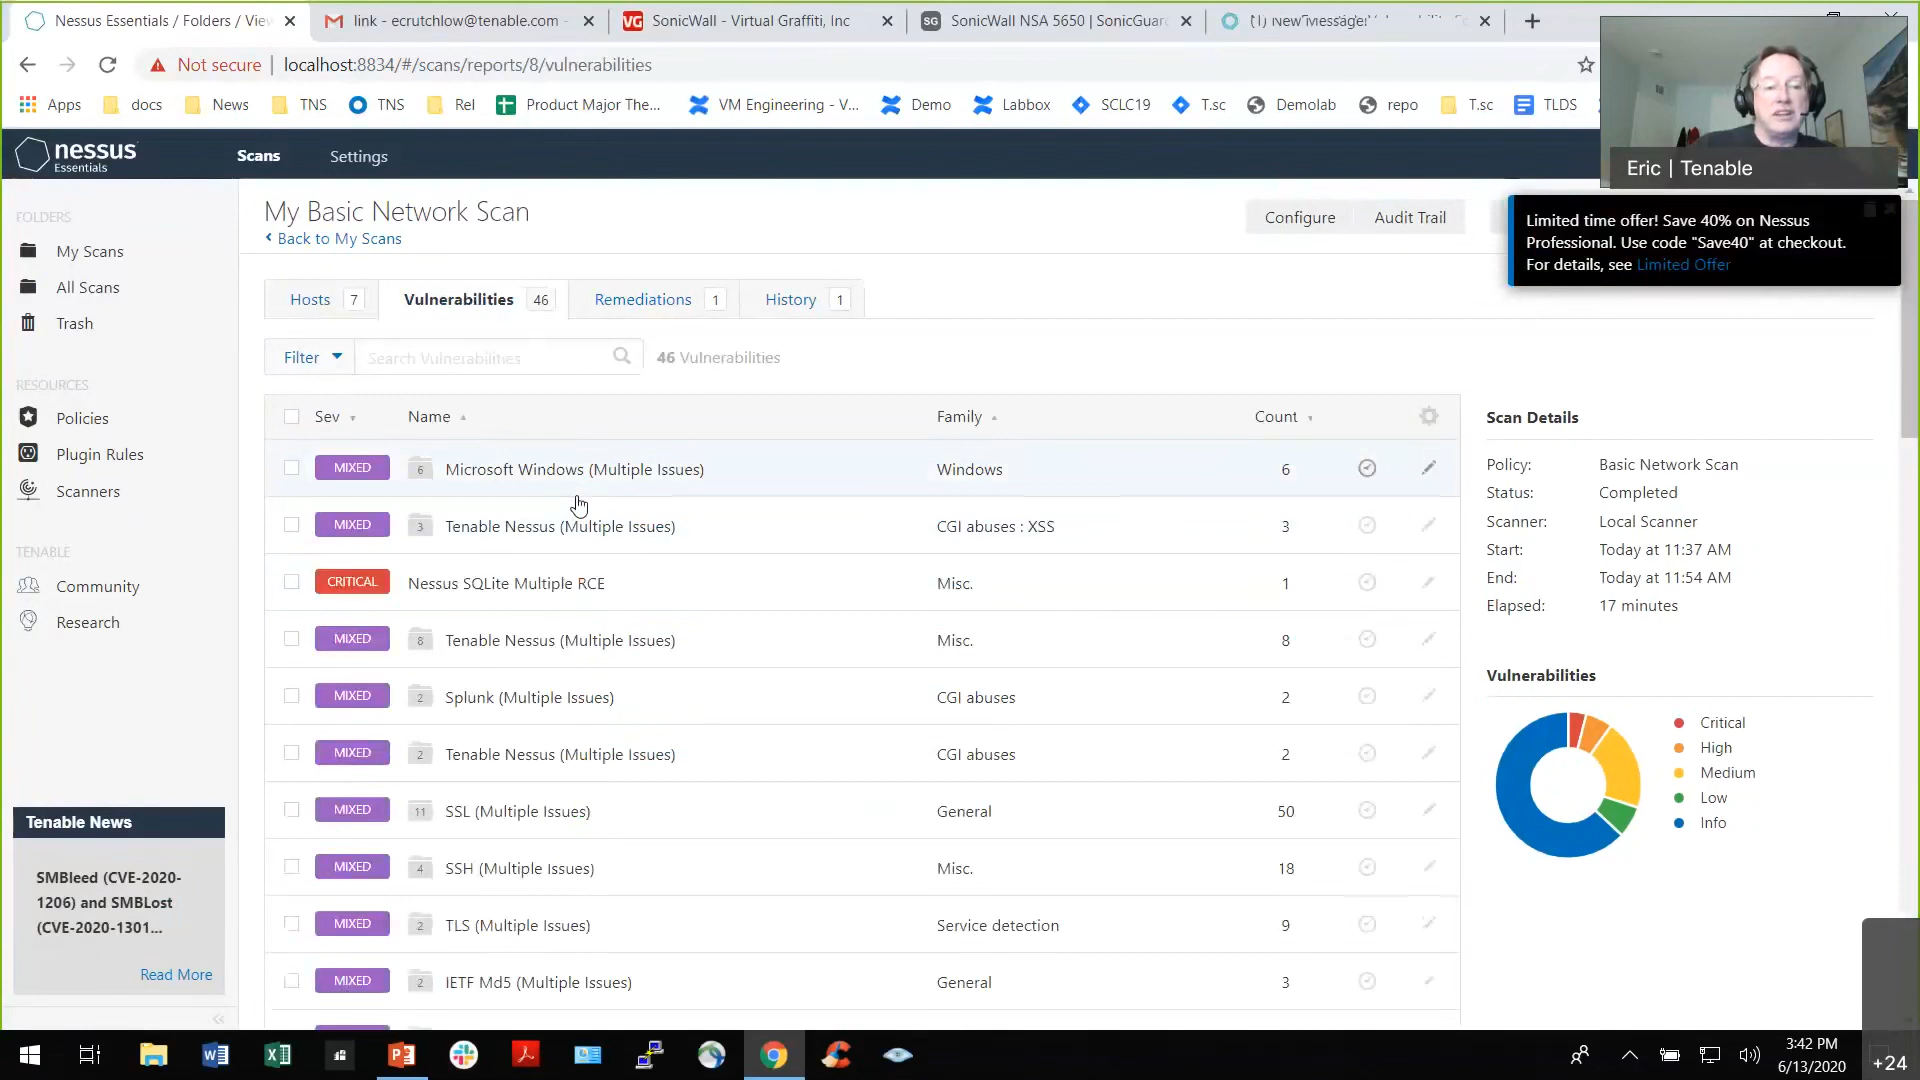 Nessus Essentials / Folders / View
link - ecrutchlow@tenable.com -
SonicWall - Virtual Graffiti, Inc
SonicWall NSA 5650 | SonicGuar
Not secure
localhost:8834/#/scans/reports/8/vulnerabilities
Apps
docs
News
TNS
TNS
Rel
Product Major The...
VM Engineering - V...
Demo
Labbox
SCLC19
T.sc
Demolab
repo
T.sc
TLDS
Eric | Tenable
nessus
Essentials
Scans
Settings
FOLDERS
My Scans
All Scans
Trash
RESOURCES
Policies
Plugin Rules
Scanners
TENABLE
Community
Research
Tenable News
SMBleed (CVE-2020-
1206) and SMBLost
(CVE-2020-1301...
Read More
My Basic Network Scan
Back to My Scans
Configure
Audit Trail
Limited time offer! Save 40% on Nessus
Professional. Use code "Save40" at checkout.
For details, see Limited Offer
Hosts 7
Vulnerabilities 46
Remediations 1
History 1
Filter
Search Vulnerabilities
46 Vulnerabilities
Sev Name Family Count
MIXED 6 Microsoft Windows (Multiple Issues) Windows 6
MIXED 3 Tenable Nessus (Multiple Issues) CGI abuses : XSS 3
CRITICAL Nessus SQLite Multiple RCE Misc. 1
MIXED 8 Tenable Nessus (Multiple Issues) Misc. 8
MIXED 2 Splunk (Multiple Issues) CGI abuses 2
MIXED 2 Tenable Nessus (Multiple Issues) CGI abuses 2
MIXED 11 SSL (Multiple Issues) General 50
MIXED 4 SSH (Multiple Issues) Misc. 18
MIXED 2 TLS (Multiple Issues) Service detection 9
MIXED 2 IETF Md5 (Multiple Issues) General 3
Scan Details
Policy: Basic Network Scan
Status: Completed
Scanner: Local Scanner
Start: Today at 11:37 AM
End: Today at 11:54 AM
Elapsed: 17 minutes
Vulnerabilities
Critical
High
Medium
Low
Info
3:42 PM
6/13/2020
+24